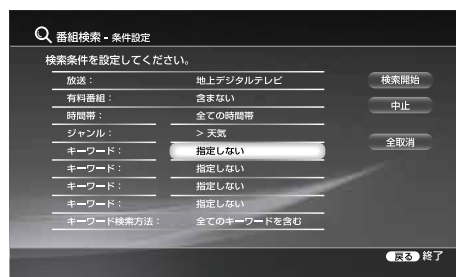 番組検索 - 条件設定
検索条件を設定してください。
放送： 地上デジタルテレビ
有料番組： 含まない
時間帯： 全ての時間帯
ジャンル： > 天気
キーワード： 指定しない
キーワード： 指定しない
キーワード： 指定しない
キーワード： 指定しない
キーワード検索方法： 全てのキーワードを含む
検索開始
中止
全取消
戻る 終了